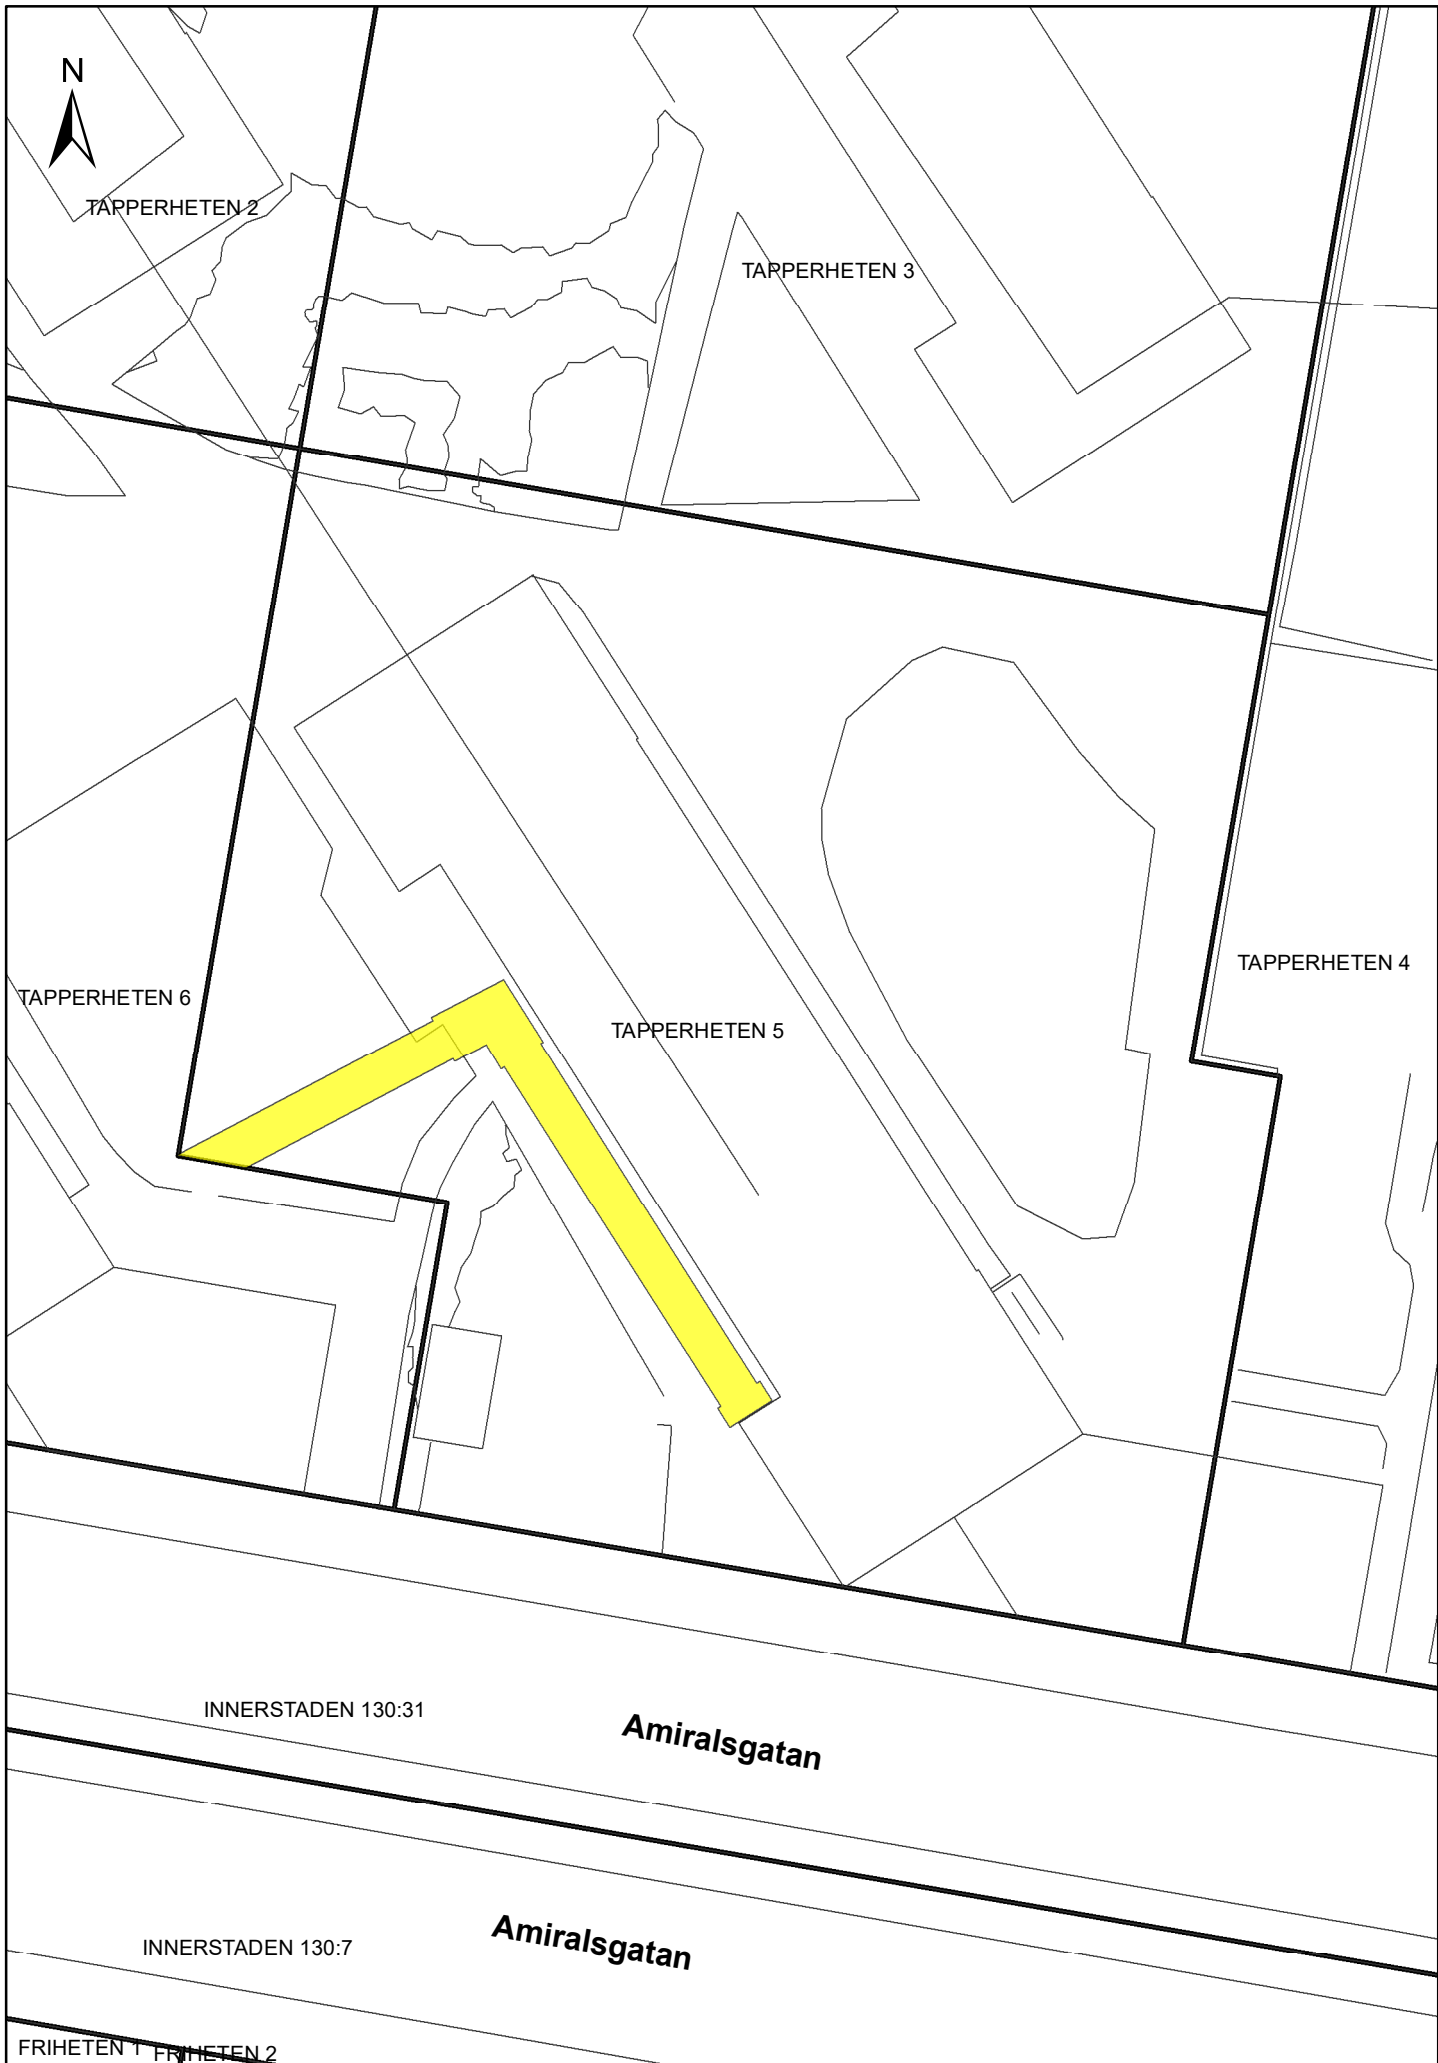 N
TAPPERHETEN 2
TAPPERHETEN 3
TAPPERHETEN 4
TAPPERHETEN 6
TAPPERHETEN 5
INNERSTADEN 130:31
Amiralsgatan
Amiralsgatan
INNERSTADEN 130:7
FRIHETEN 1 FRIHETEN 2